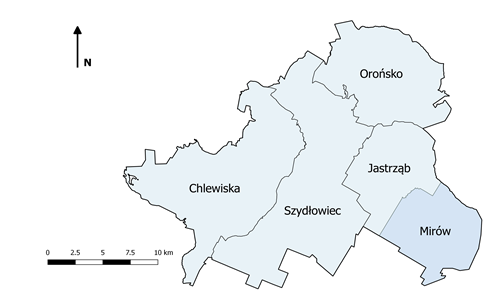 N
Orońsko
Jastrząb
Chlewiska
Szydłowiec
Mirów
0 2.5 5 7.5 10 km